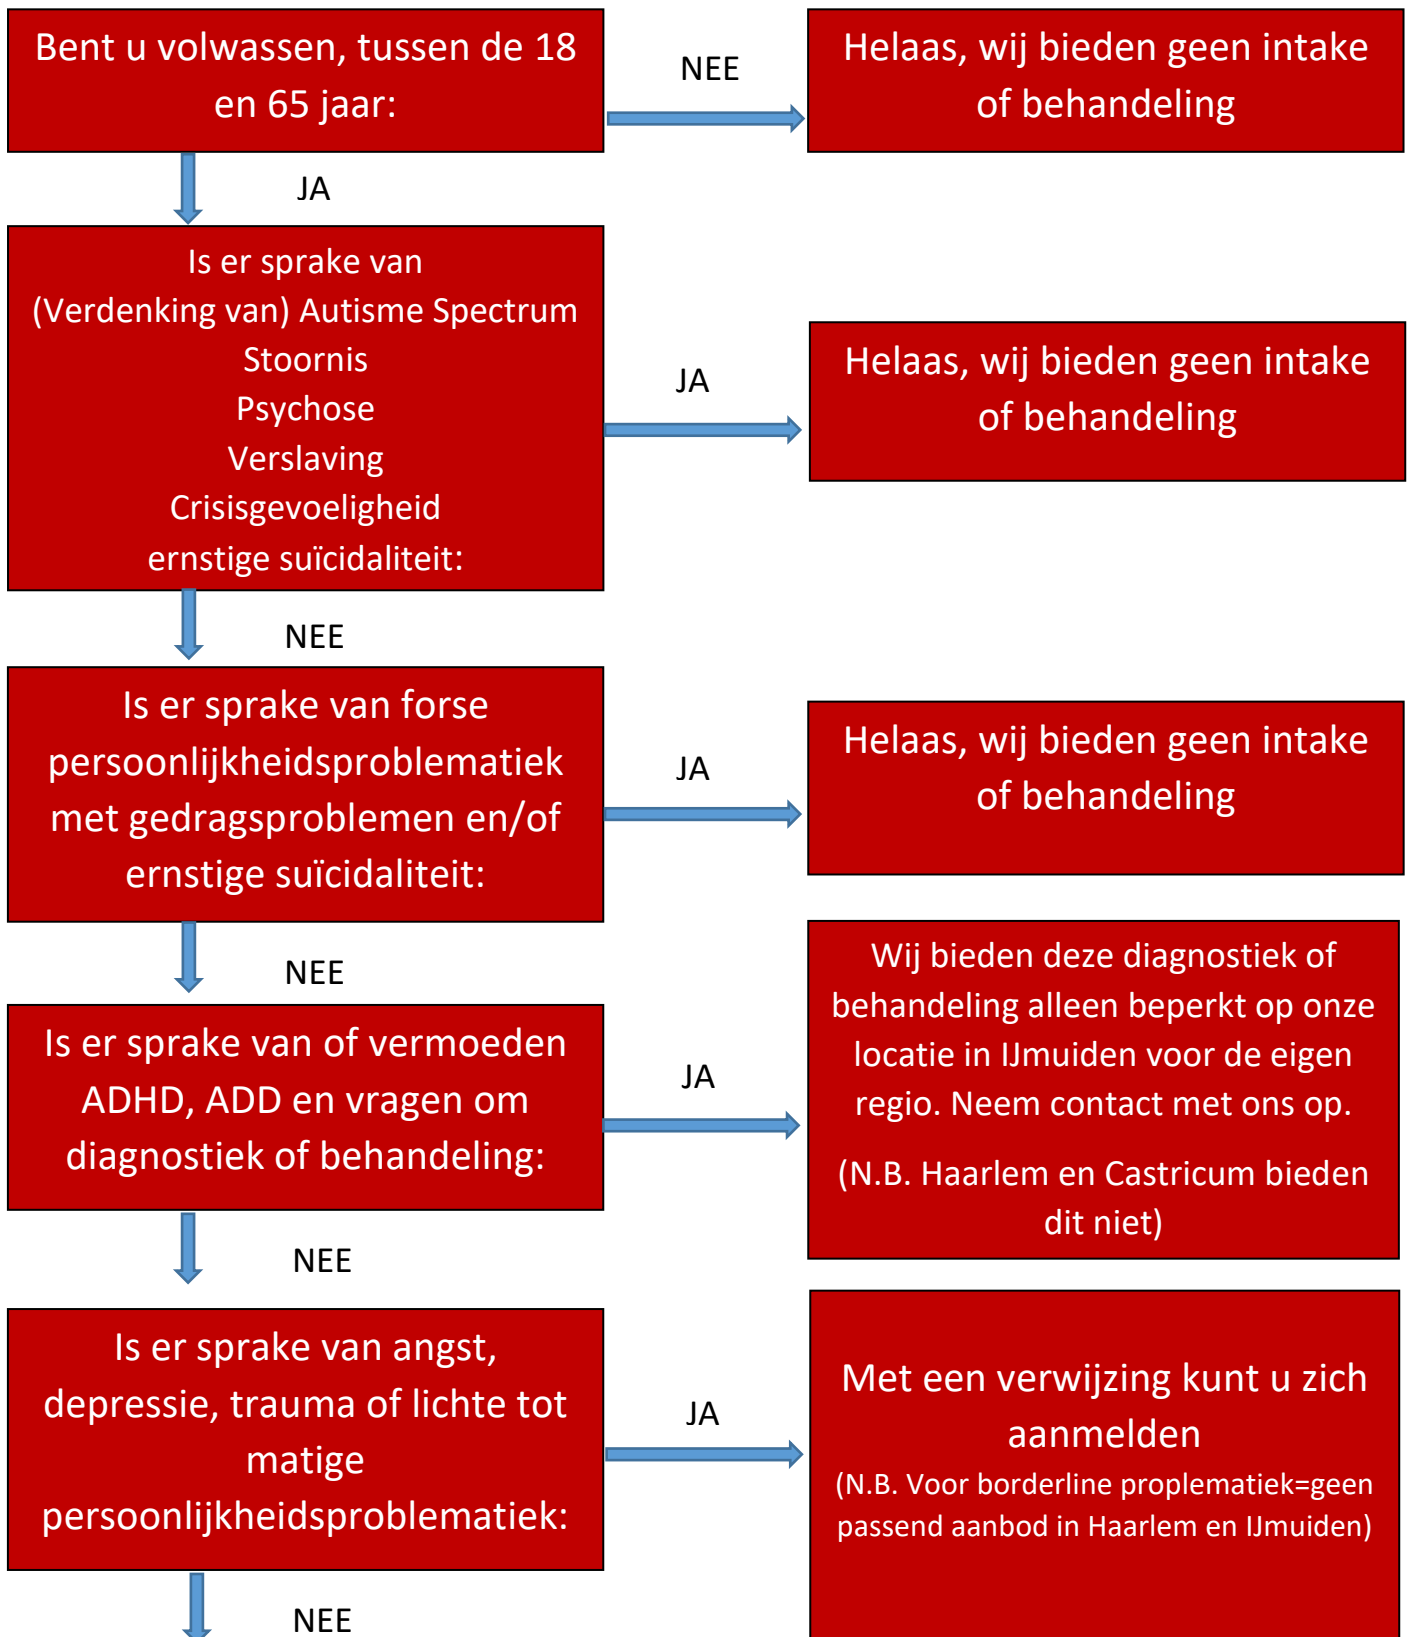 Bent u volwassen, tussen de 18
en 65 jaar:
NEE
Helaas, wij bieden geen intake
of behandeling
JA
Is er sprake van
(Verdenking van) Autisme Spectrum
Stoornis
Psychose
Verslaving
Crisisgevoeligheid
ernstige suïcidaliteit:
JA
Helaas, wij bieden geen intake
of behandeling
NEE
Is er sprake van forse
persoonlijkheidsproblematiek
met gedragsproblemen en/of
ernstige suïcidaliteit:
JA
Helaas, wij bieden geen intake
of behandeling
NEE
Is er sprake van of vermoeden
ADHD, ADD en vragen om
diagnostiek of behandeling:
JA
Wij bieden deze diagnostiek of
behandeling alleen beperkt op onze
locatie in IJmuiden voor de eigen
regio. Neem contact met ons op.
(N.B. Haarlem en Castricum bieden
dit niet)
NEE
Is er sprake van angst,
depressie, trauma of lichte tot
matige
persoonlijkheidsproblematiek:
JA
Met een verwijzing kunt u zich
aanmelden
(N.B. Voor borderline proplematiek=geen
passend aanbod in Haarlem en IJmuiden)
NEE